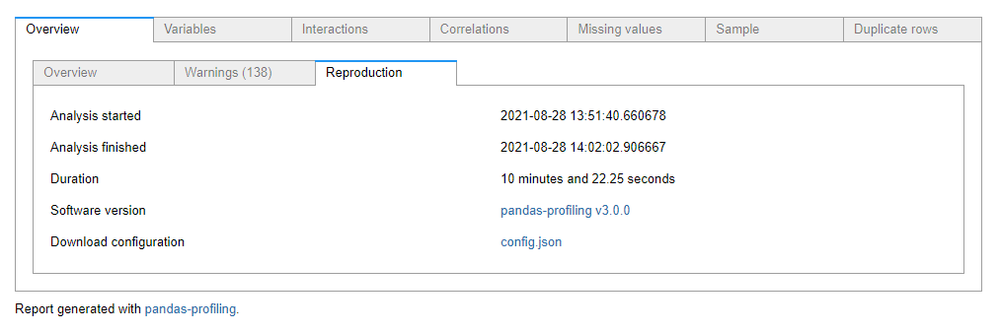 Overview Variables Interactions Correlations Missing values Sample Duplicate rows
Overview Warnings (138) Reproduction
Analysis started 2021-08-28 13:51:40.660678
Analysis finished 2021-08-28 14:02:02.906667
Duration 10 minutes and 22.25 seconds
Software version pandas-profiling v3.0.0
Download configuration config.json
Report generated with pandas-profiling.